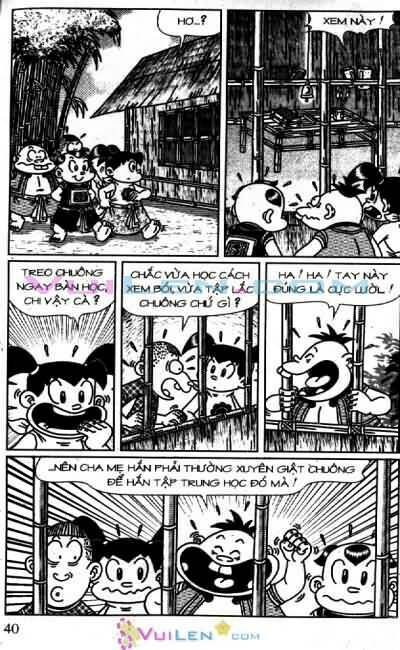 HƠ...?
XEM NÀY !
TREO CHUÔNG
NGAY BÀN HỌC,
CHI VẬY CÀ ?
CHẮC VỪA HỌC CÁCH
XEM BÓI, VỪA TẬP LẮC
CHUÔNG CHỨ GÌ ?
HA ! HA ! TAY NÀY
ĐÚNG LÀ CỰC LƯỜI..
...NÊN CHA MẸ HẮN PHẢI THƯỜNG XUYÊN GIẬT CHUÔNG
ĐỂ HẮN TẬP TRUNG HỌC ĐÓ MÀ !
40
VUILEN.com